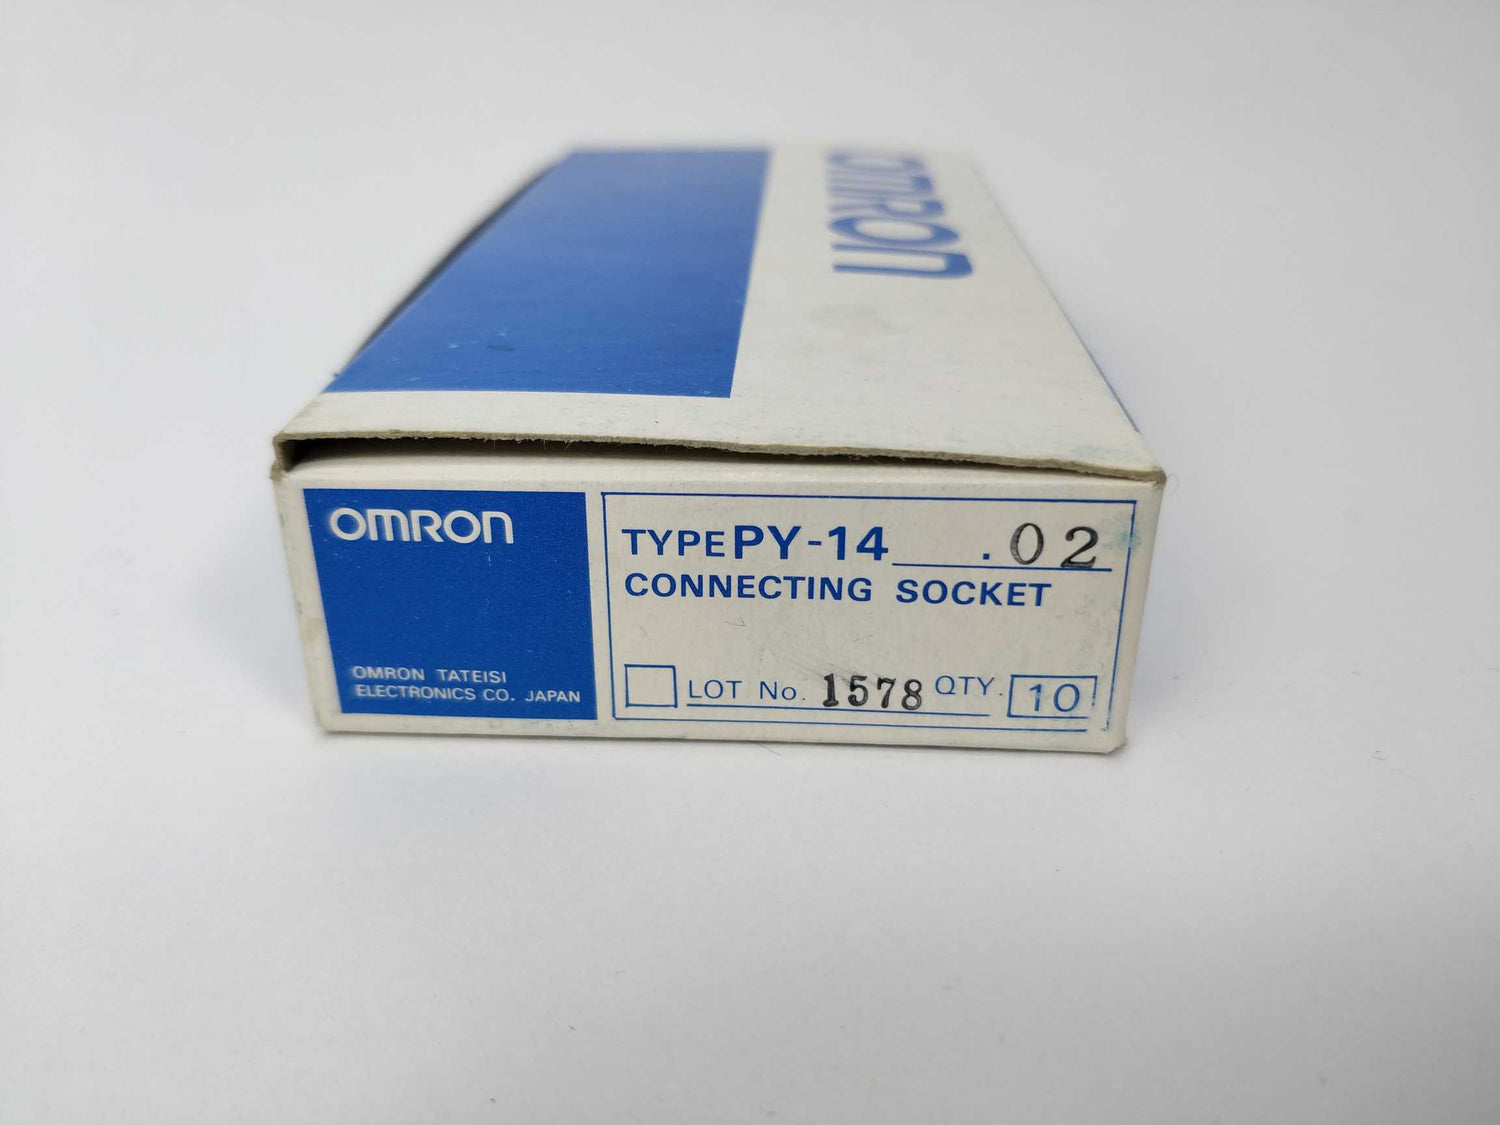 OMRON
OMRON
TYPE PY-14 .02
CONNECTING SOCKET
OMRON TATEISI
ELECTRONICS CO. JAPAN
LOT No. 1578 QTY. 10